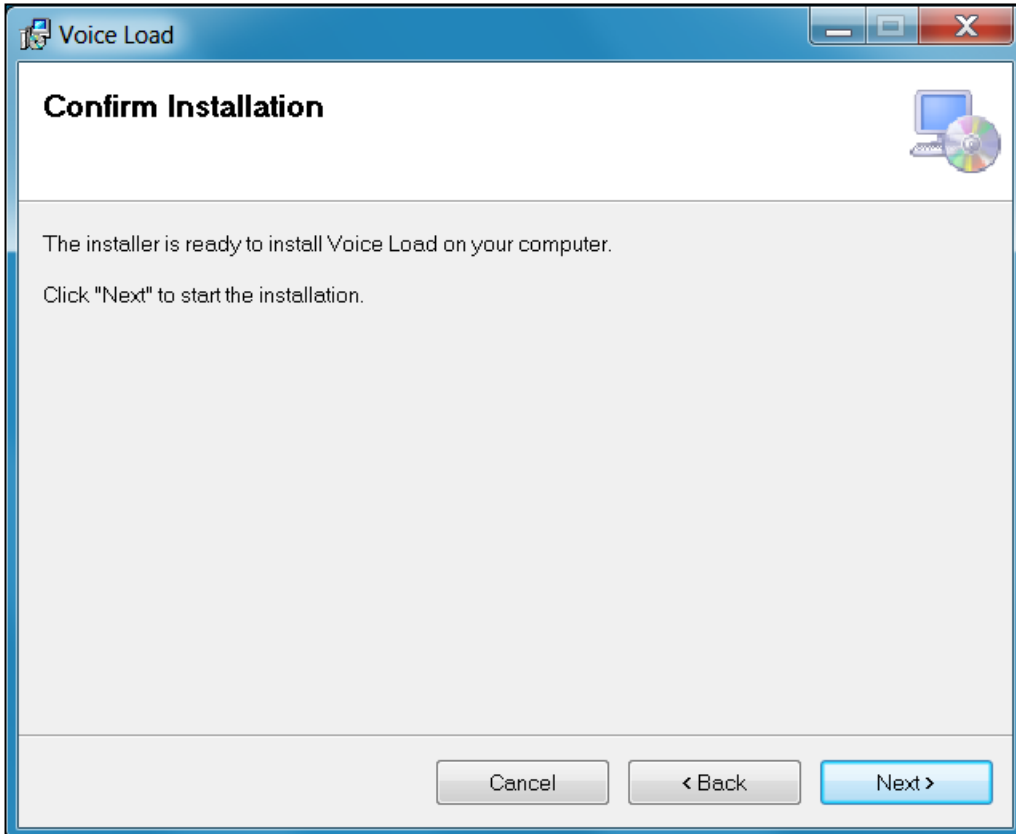 Voice Load
Confirm Installation
The installer is ready to install Voice Load on your computer.
Click "Next" to start the installation.
Cancel
< Back
Next >